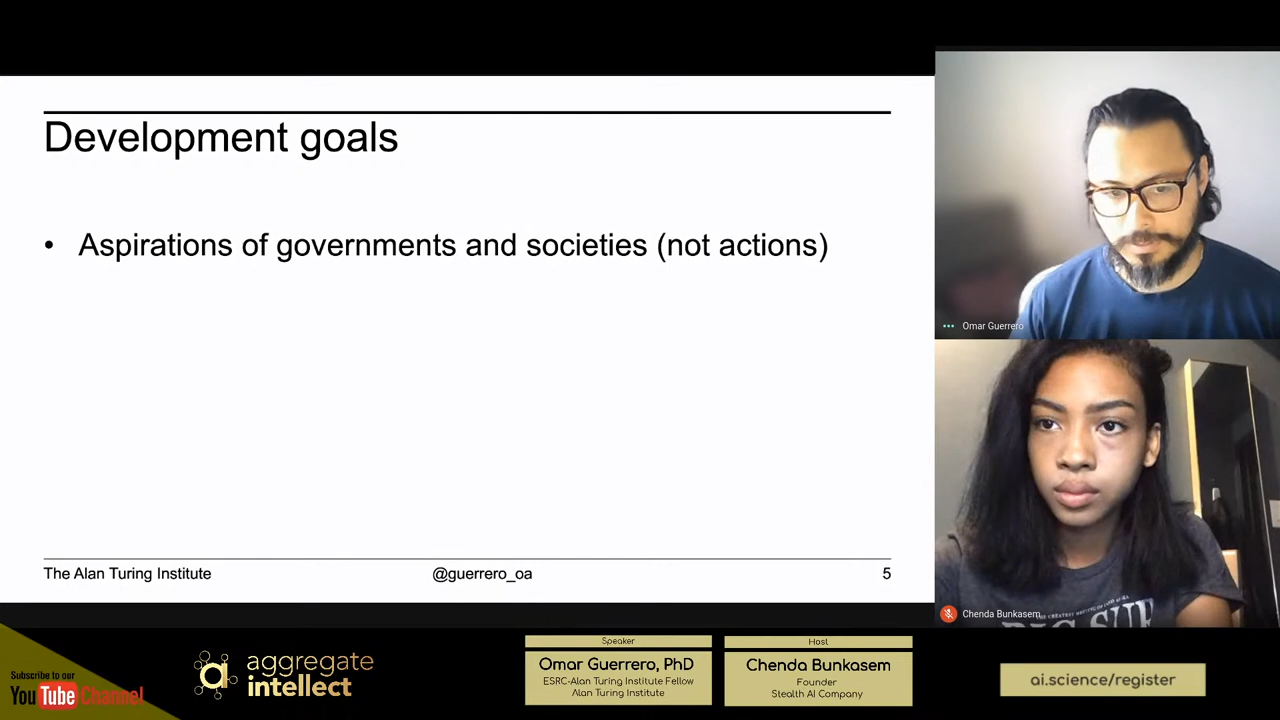 Development goals
• Aspirations of governments and societies (not actions)
The Alan Turing Institute
@guerrero_oa
5
Omar Guerrero
Chenda Bunkasem
Subscribe to our
YouTube Channel
aggregate
intellect
Speaker
Omar Guerrero, PhD
ESRC-Alan Turing Institute Fellow
Alan Turing Institute
Host
Chenda Bunkasem
Founder
Stealth AI Company
ai.science/register